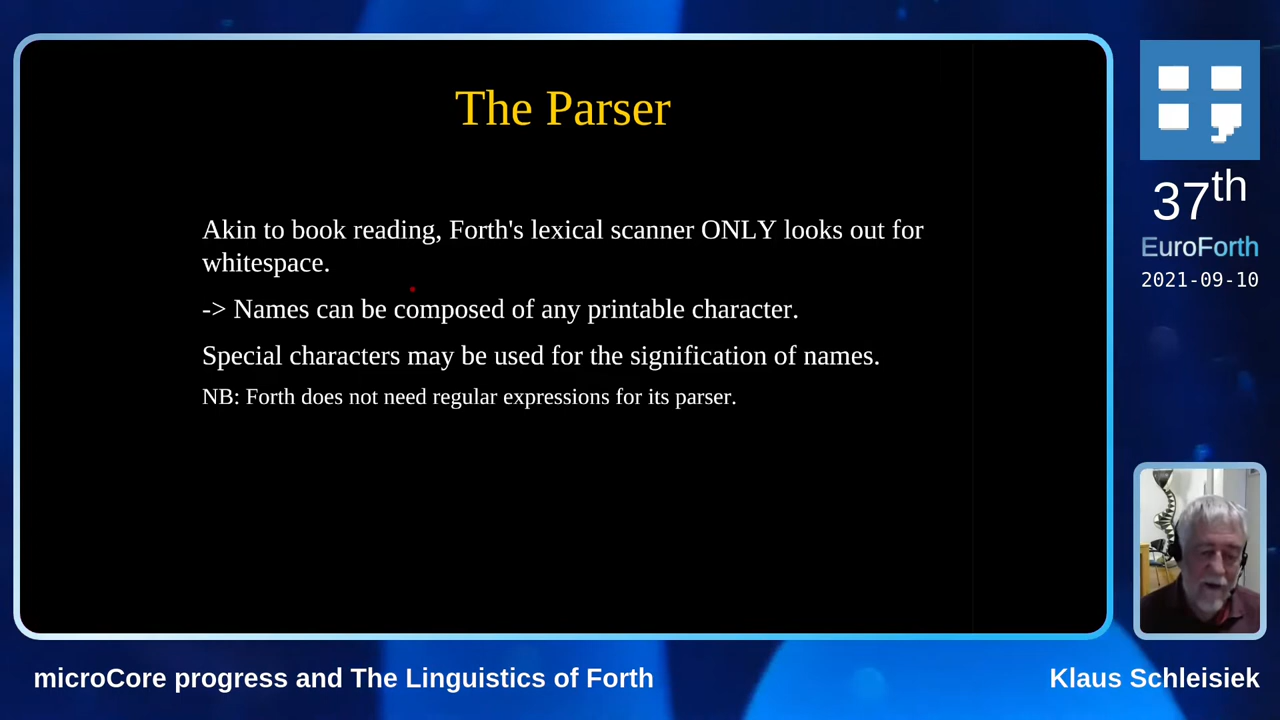 The Parser
Akin to book reading, Forth's lexical scanner ONLY looks out for
whitespace.
-> Names can be composed of any printable character.
Special characters may be used for the signification of names.
NB: Forth does not need regular expressions for its parser.
37th
EuroForth
2021-09-10
microCore progress and The Linguistics of Forth
Klaus Schleisiek